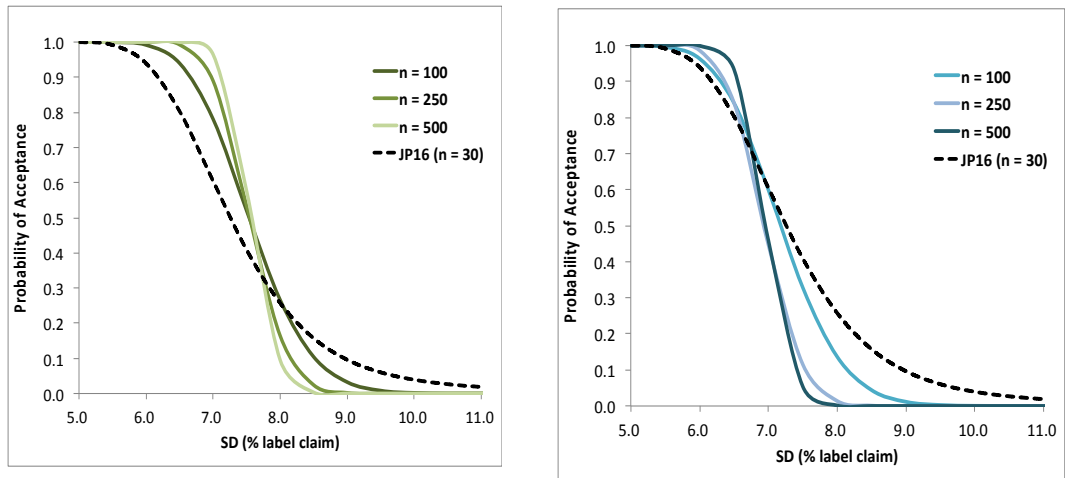 Probability of Acceptance
1.0
0.9
0.8
0.7
0.6
0.5
0.4
0.3
0.2
0.1
0.0
5.0 6.0 7.0 8.0 9.0 10.0 11.0
SD (% label claim)
n = 100
n = 250
n = 500
JP16 (n = 30)
Probability of Acceptance
1.0
0.9
0.8
0.7
0.6
0.5
0.4
0.3
0.2
0.1
0.0
5.0 6.0 7.0 8.0 9.0 10.0 11.0
SD (% label claim)
n = 100
n = 250
n = 500
JP16 (n = 30)